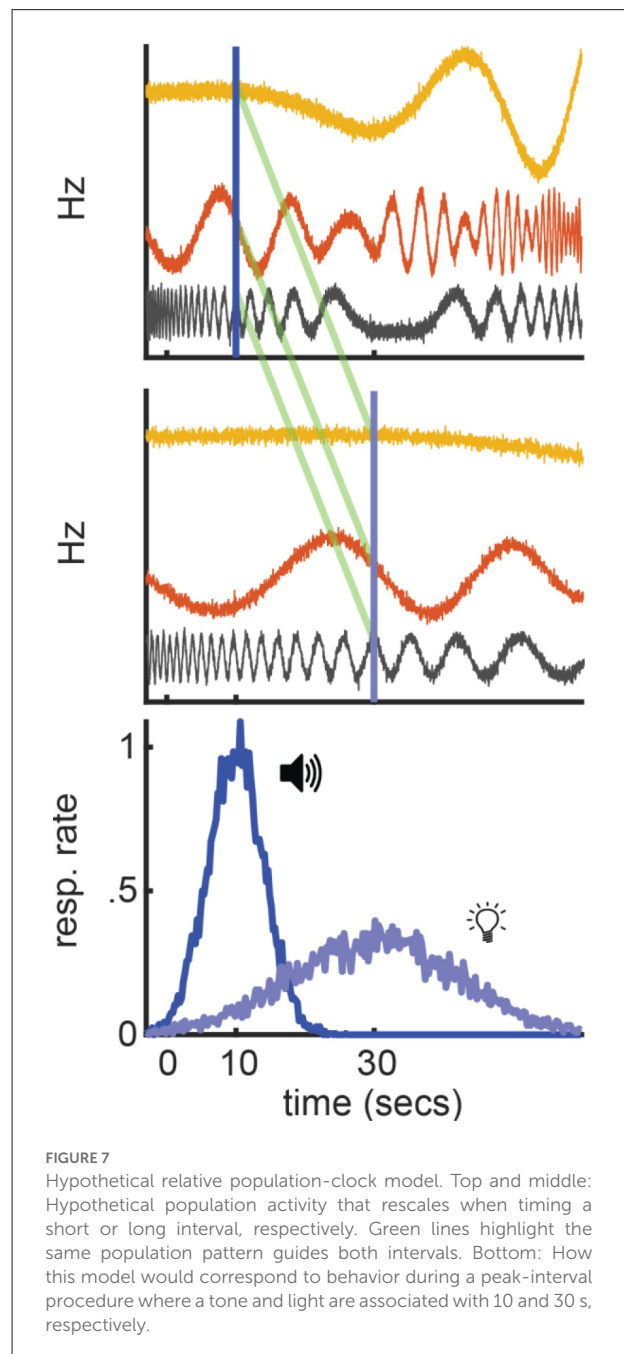 Hz
Hz
1
.5
0
resp. rate
0 10 30
time (secs)
FIGURE 7
Hypothetical relative population-clock model. Top and middle:
Hypothetical population activity that rescales when timing a
short or long interval, respectively. Green lines highlight the
same population pattern guides both intervals. Bottom: How
this model would correspond to behavior during a peak-interval
procedure where a tone and light are associated with 10 and 30 s,
respectively.